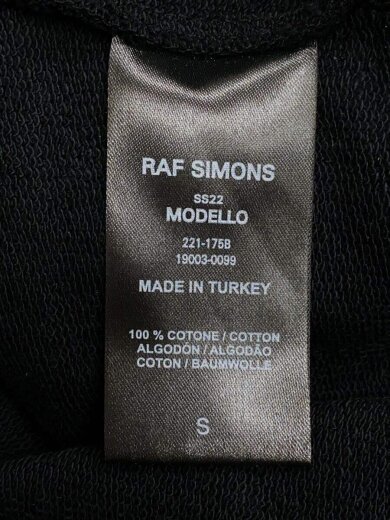 RAF SIMONS
SS22
MODELLO
221-175B
19003-0099
MADE IN TURKEY
100 % COTONE / COTTON
ALGODÓN / ALGODÃO
COTON / BAUMWOLLE
S